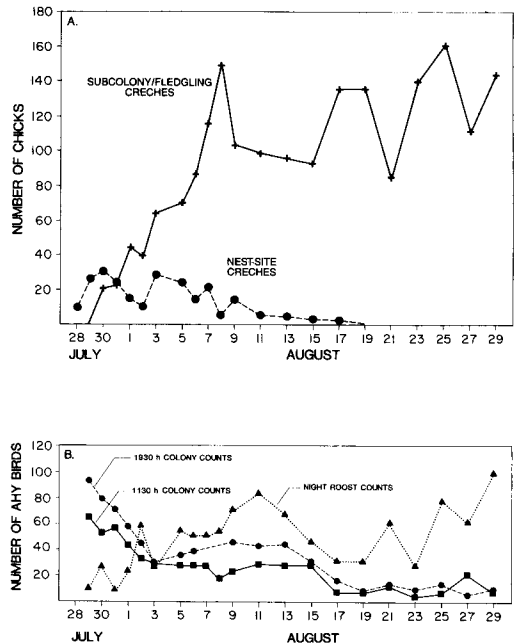 A.
180
160
140
120
100
80
60
40
20
NUMBER OF CHICKS
SUBCOLONY/FLEDGLING
CRECHES
NEST-SITE
CRECHES
28 30 1 3 5 7 9 11 13 15 17 19 21 23 25 27 29
JULY AUGUST
B.
120
100
80
60
40
20
NUMBER OF AHY BIRDS
1930 h COLONY COUNTS
1130 h COLONY COUNTS
NIGHT ROOST COUNTS
28 30 1 3 5 7 9 11 13 15 17 19 21 23 25 27 29
JULY AUGUST